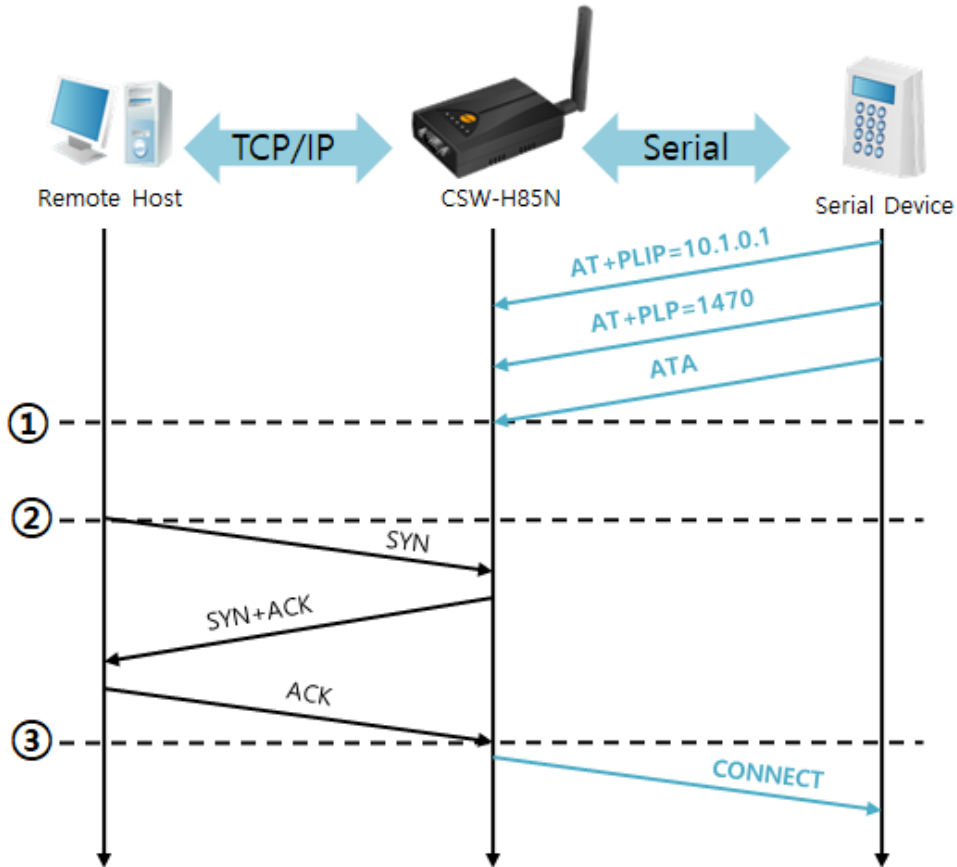 TCP/IP
Serial
Remote Host
CSW-H85N
Serial Device
AT+PLIP=10.1.0.1
AT+PLP=1470
ATA
①
②
SYN
SYN+ACK
ACK
③
CONNECT